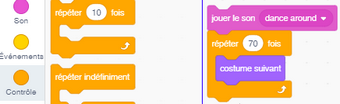 Son
Événements
Contrôle
répéter 10 fois
répéter indéfiniment
jouer le son dance around
répéter 70 fois
costume suivant